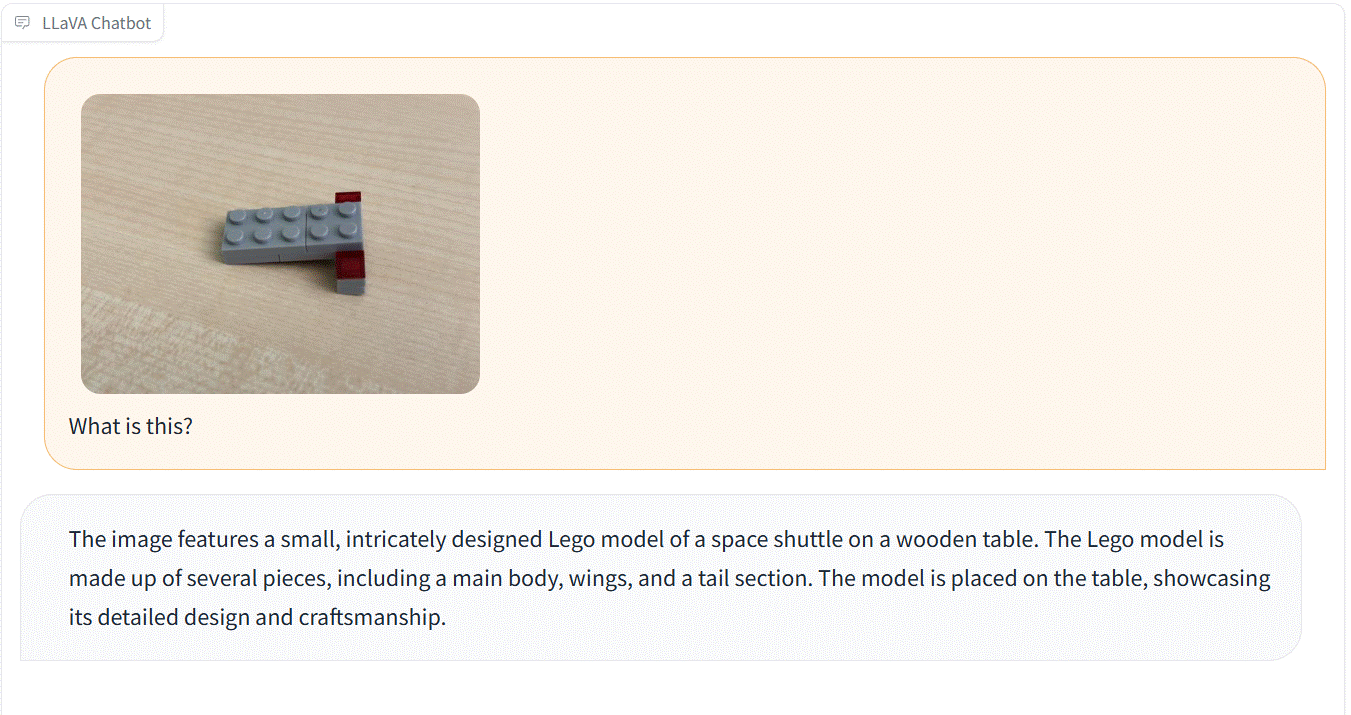 LLaVA Chatbot
What is this?
The image features a small, intricately designed Lego model of a space shuttle on a wooden table. The Lego model is
made up of several pieces, including a main body, wings, and a tail section. The model is placed on the table, showcasing
its detailed design and craftsmanship.